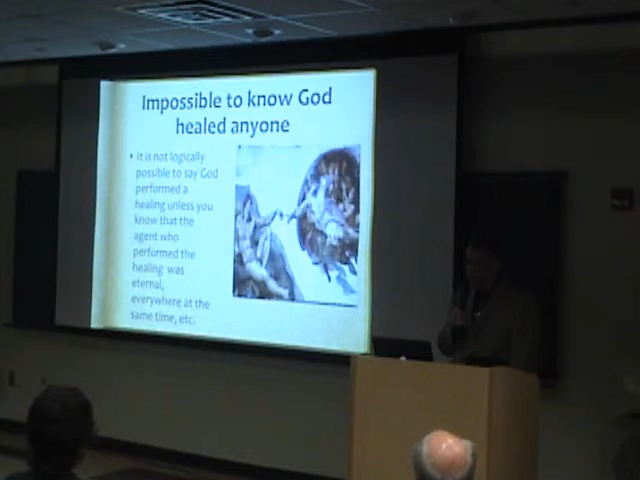 Impossible to know God
healed anyone
• It is not logically
possible to say God
performed a
healing unless you
know that the
agent who
performed the
healing was
eternal,
everywhere at the
same time, etc.